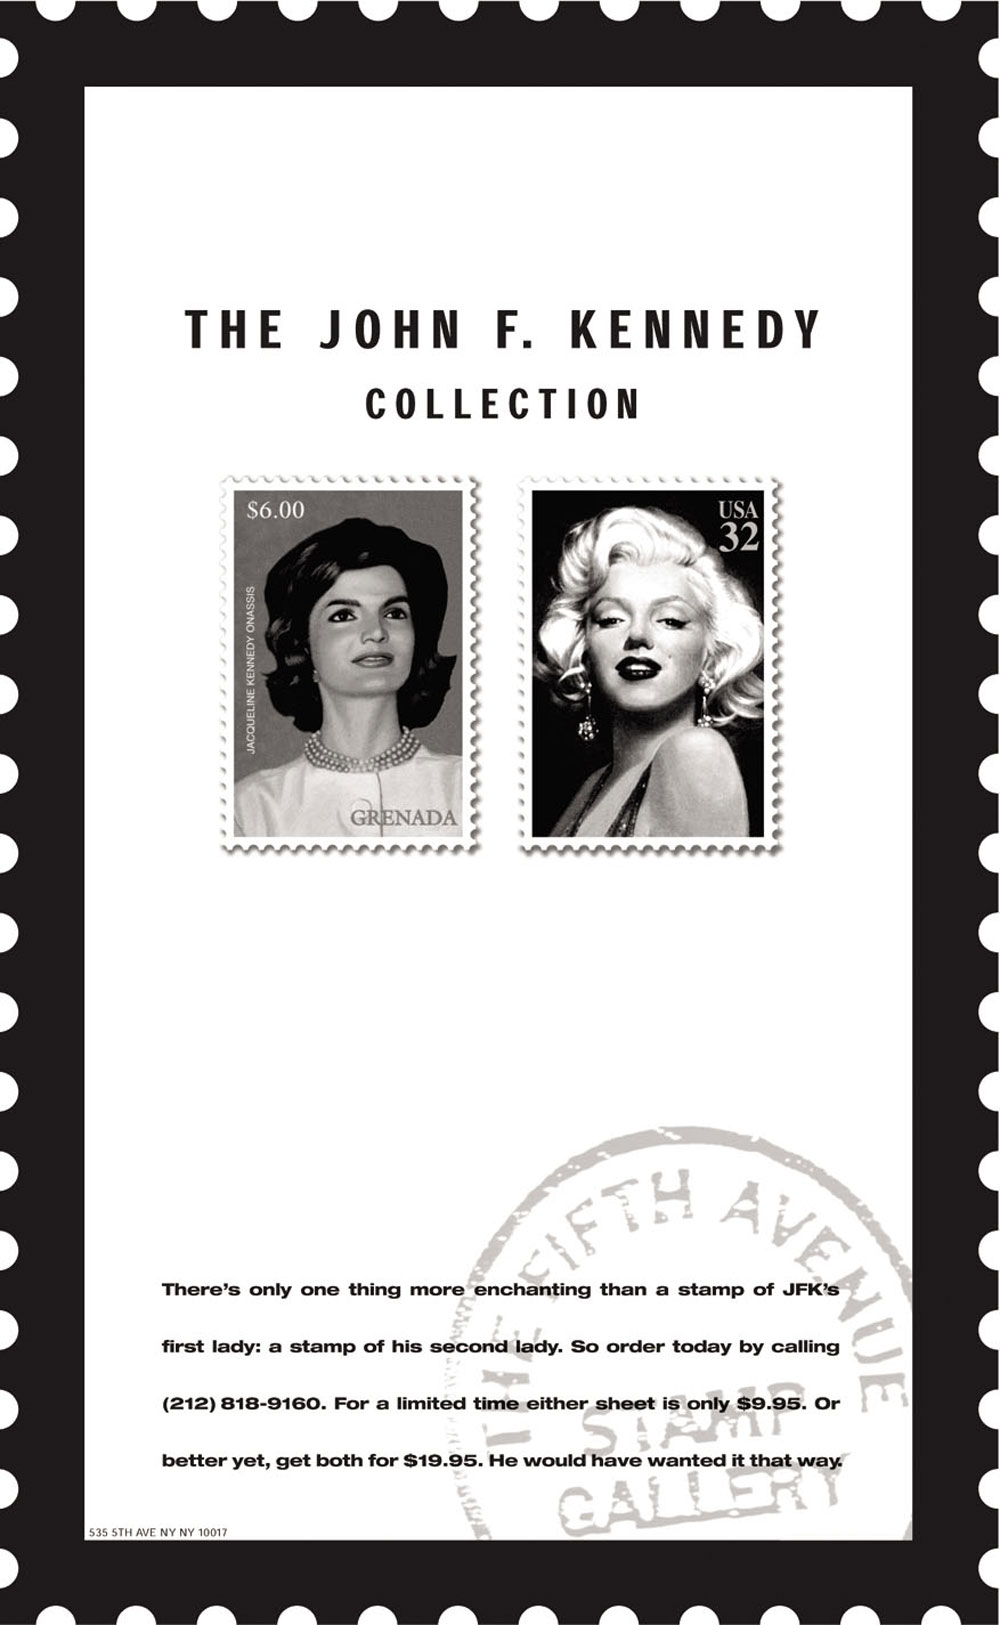 THE JOHN F. KENNEDY
COLLECTION
$6.00
JACQUELINE KENNEDY ONASSIS
GRENADA
USA
32
THE FIFTH AVENUE
STAMP
GALLERY
There's only one thing more enchanting than a stamp of JFK's
first lady: a stamp of his second lady. So order today by calling
(212) 818-9160. For a limited time either sheet is only $9.95. Or
better yet, get both for $19.95. He would have wanted it that way.
535 5TH AVE NY NY 10017